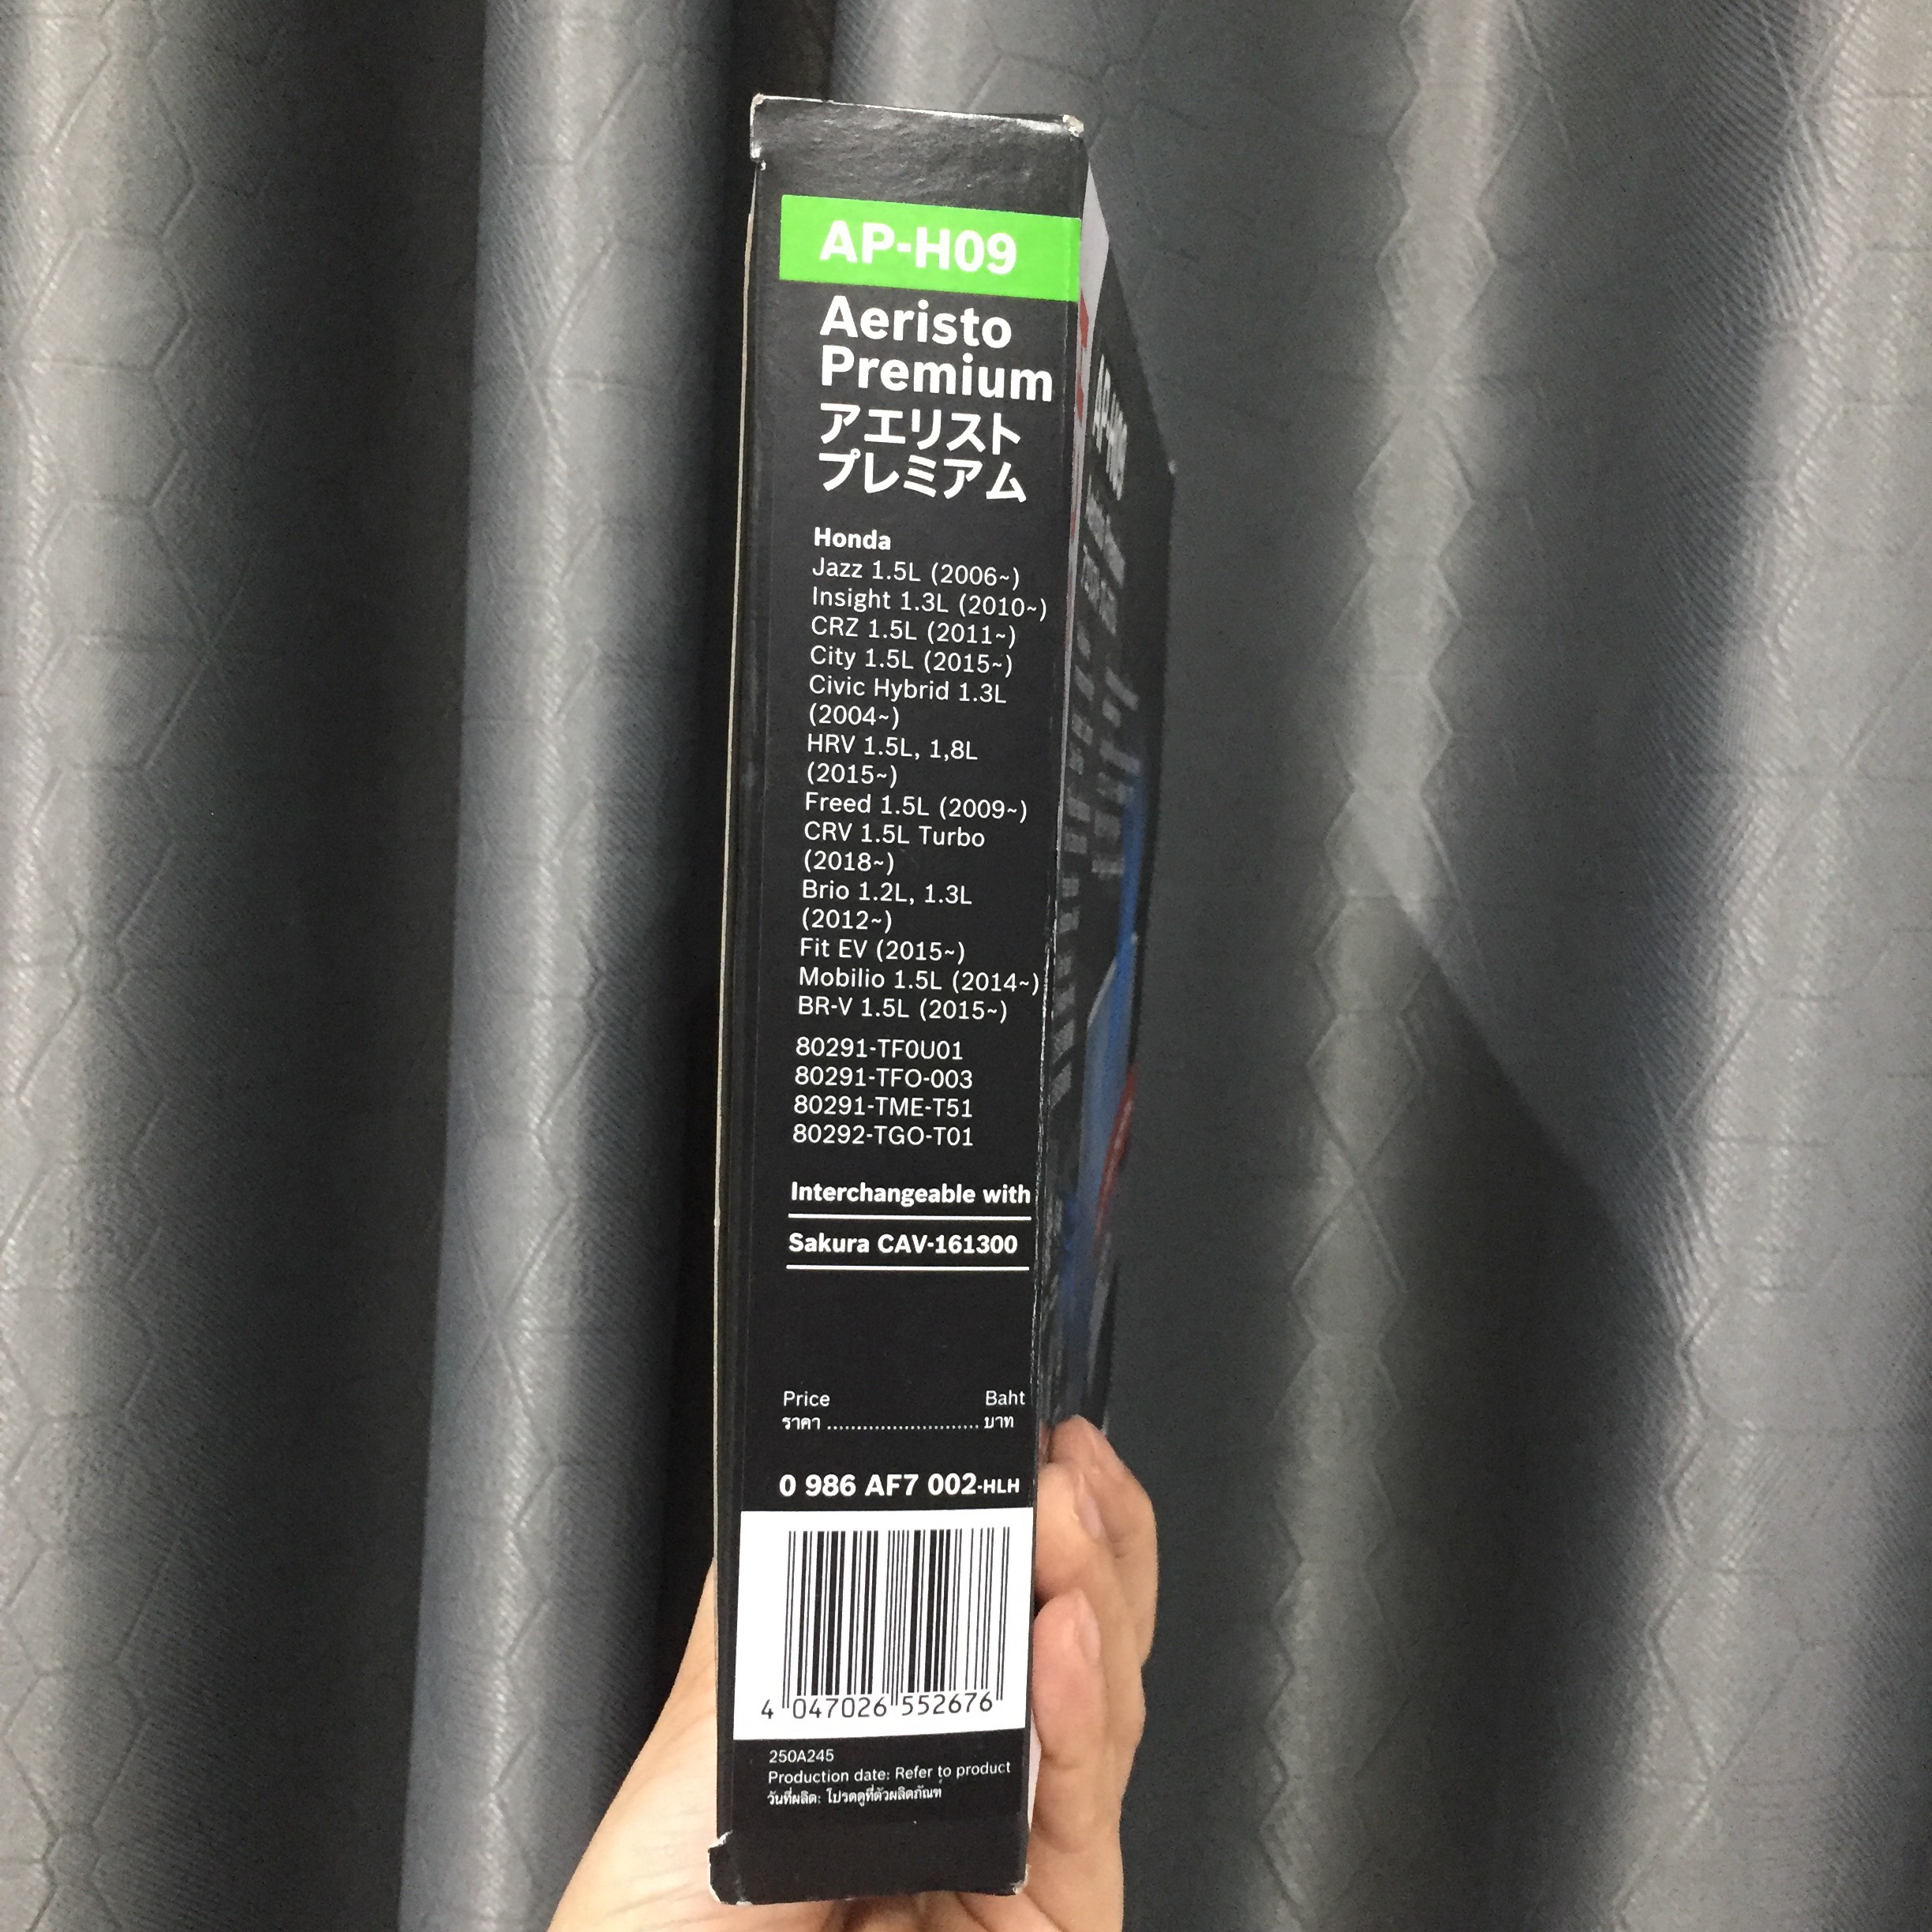 AP-H09
Aeristo
Premium
アエリスト
プレミアム
Honda
Jazz 1.5L (2006~)
Insight 1.3L (2010~)
CRZ 1.5L (2011~)
City 1.5L (2015~)
Civic Hybrid 1.3L
(2004~)
HRV 1.5L, 1,8L
(2015~)
Freed 1.5L (2009~)
CRV 1.5L Turbo
(2018~)
Brio 1.2L, 1.3L
(2012~)
Fit EV (2015~)
Mobilio 1.5L (2014~)
BR-V 1.5L (2015~)
80291-TF0U01
80291-TFO-003
80291-TME-T51
80292-TGO-T01
Interchangeable with
Sakura CAV-161300
Price Baht
ราคา .......................... บาท
0 986 AF7 002-HLH
4 047026 552676
250A245
Production date: Refer to product
วันที่ผลิต: โปรดดูที่ตัวผลิตภัณฑ์
AP-H09